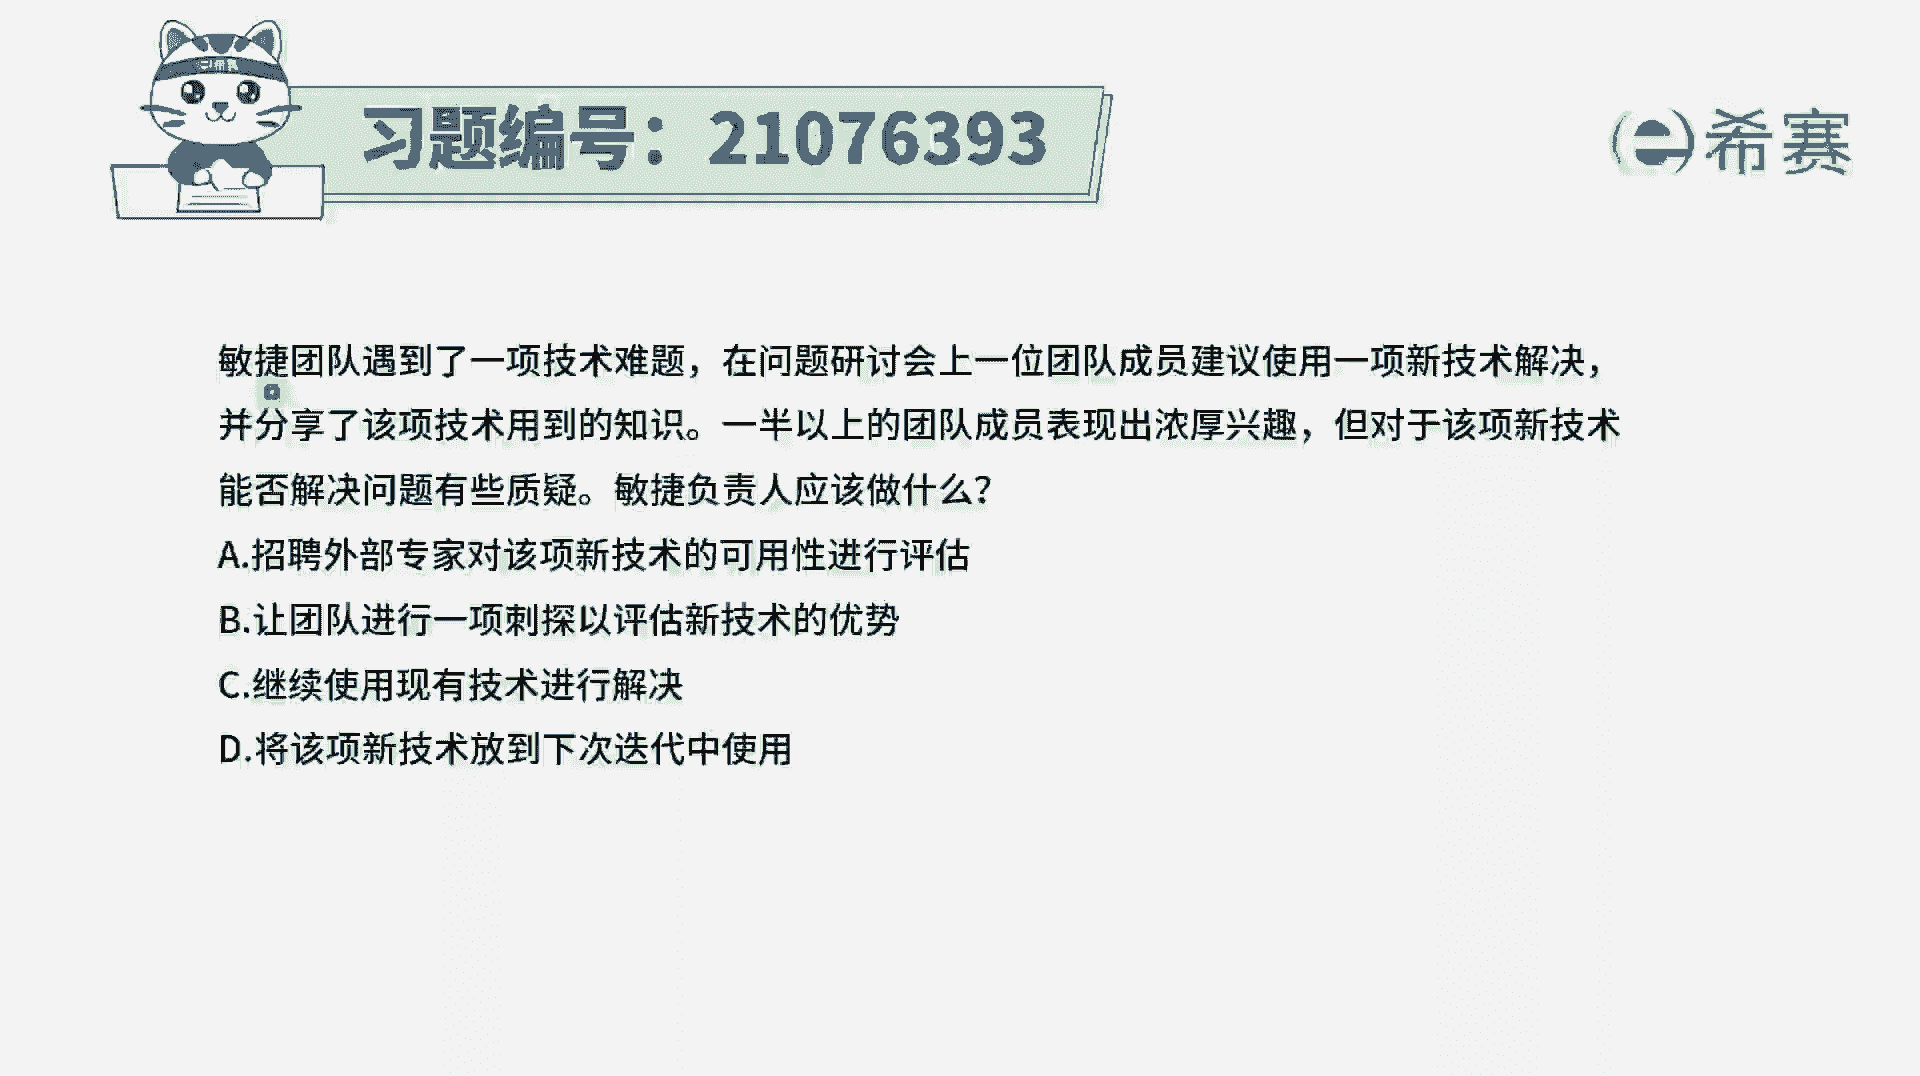 习题编号：21076393
希赛
敏捷团队遇到了一项技术难题，在问题研讨会上一位团队成员建议使用一项新技术解决，
并分享了该项技术用到的知识。一半以上的团队成员表现出浓厚兴趣，但对于该项新技术
能否解决问题有些质疑。敏捷负责人应该做什么？
A.招聘外部专家对该项新技术的可用性进行评估
B.让团队进行一项刺探以评估新技术的优势
C.继续使用现有技术进行解决
D.将该项新技术放到下次迭代中使用